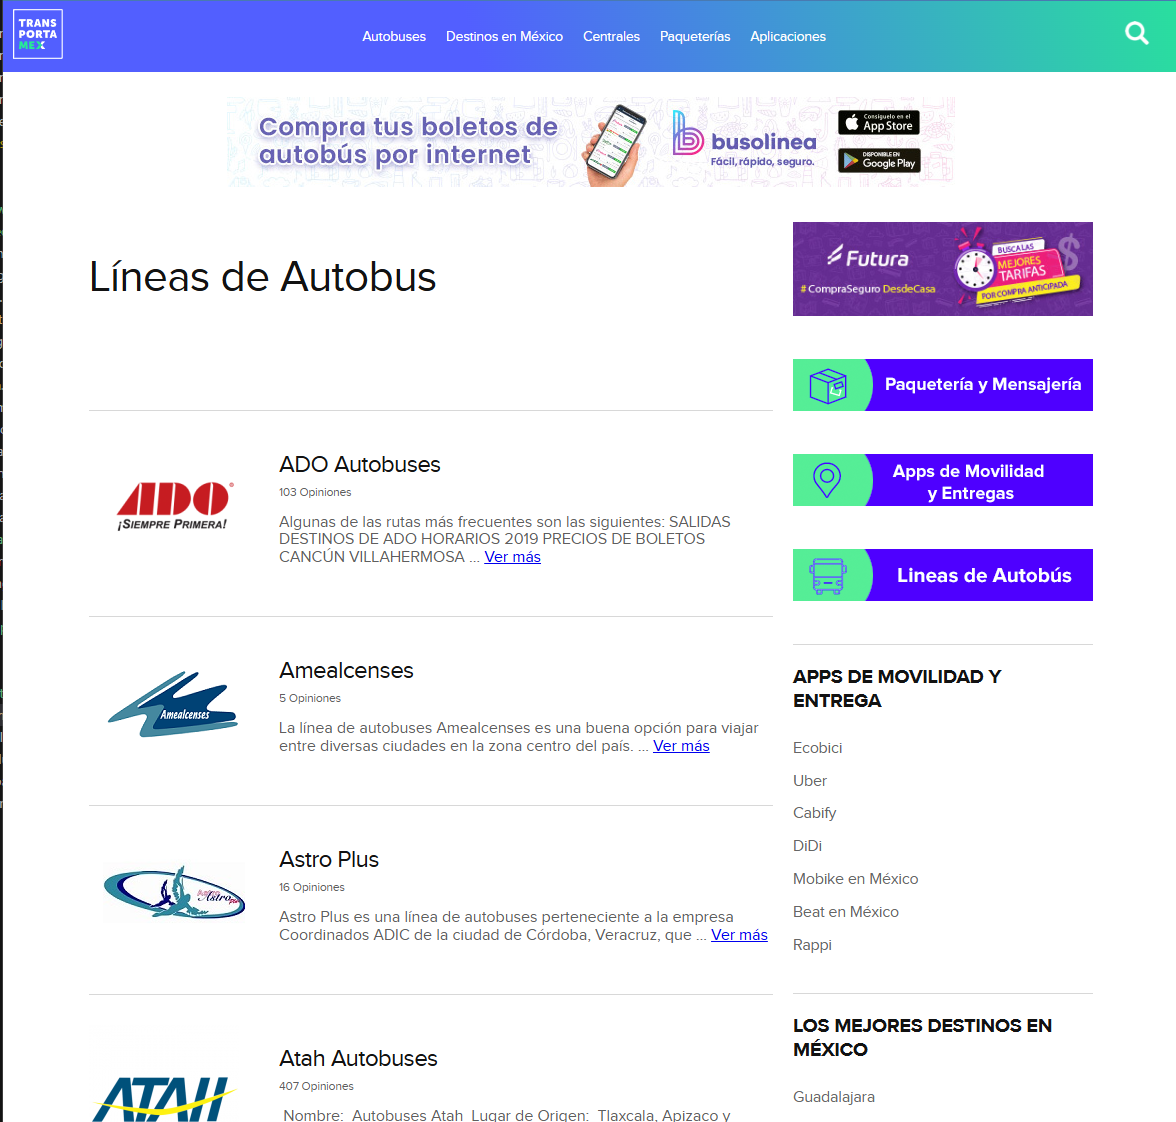 TRANS
PORTA
MEX
Autobuses
Destinos en México
Centrales
Paqueterías
Aplicaciones
Compra tus boletos de
autobús por internet
busolinea
Fácil, rápido, seguro.
Consíguelo en el
App Store
DISPONIBLE EN
Google Play
Líneas de Autobus
ADO
¡SIEMPRE PRIMERA!
ADO Autobuses
103 Opiniones
Algunas de las rutas más frecuentes son las siguientes: SALIDAS
DESTINOS DE ADO HORARIOS 2019 PRECIOS DE BOLETOS
CANCÚN VILLAHERMOSA ... Ver más
Amealcenses
Amealcenses
5 Opiniones
La línea de autobuses Amealcenses es una buena opción para viajar
entre diversas ciudades en la zona centro del país. ... Ver más
Astro Plus
16 Opiniones
Astro Plus es una línea de autobuses perteneciente a la empresa
Coordinados ADIC de la ciudad de Córdoba, Veracruz, que ... Ver más
ATAH
Atah Autobuses
407 Opiniones
Nombre: Autobuses Atah Lugar de Origen: Tlaxcala, Apizaco y
Futura
#CompraSeguro DesdeCasa
BUSCA LAS
MEJORES
TARIFAS
POR COMPRA ANTICIPADA
Paquetería y Mensajería
Apps de Movilidad
y Entregas
Lineas de Autobús
APPS DE MOVILIDAD Y
ENTREGA
Ecobici
Uber
Cabify
DiDi
Mobike en México
Beat en México
Rappi
LOS MEJORES DESTINOS EN
MÉXICO
Guadalajara